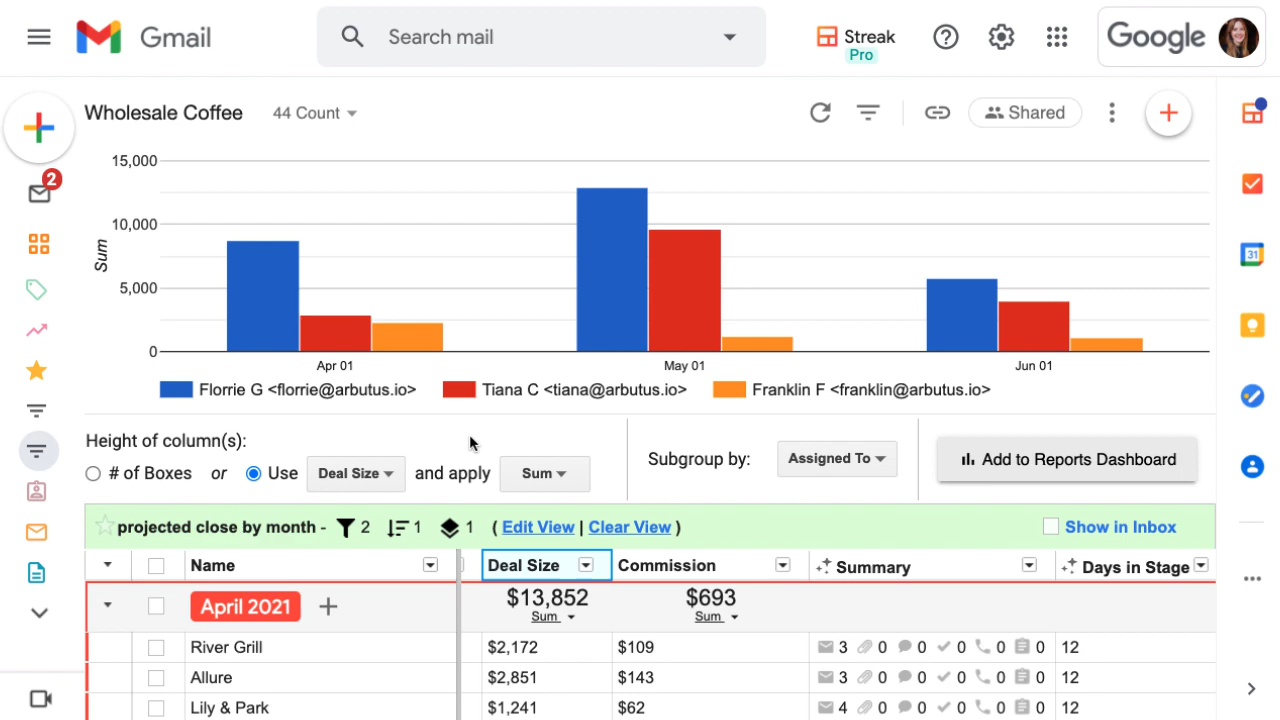 Gmail
Search mail
Streak
Pro
Google
2
Wholesale Coffee
44 Count
Shared
15,000
10,000
5,000
0
Sum
Apr 01
May 01
Jun 01
Florrie G <florrie@arbutus.io>
Tiana C <tiana@arbutus.io>
Franklin F <franklin@arbutus.io>
31
Height of column(s):
# of Boxes or Use Deal Size and apply Sum
Subgroup by: Assigned To
Add to Reports Dashboard
projected close by month - 2 1 1 ( Edit View | Clear View )
Show in Inbox
Name Deal Size Commission Summary Days in Stage
April 2021 + $13,852 $693
Sum Sum
River Grill $2,172 $109 3 0 0 0 0 0 12
Allure $2,851 $143 3 0 0 0 0 0 12
Lily & Park $1,241 $62 4 0 0 0 0 0 12